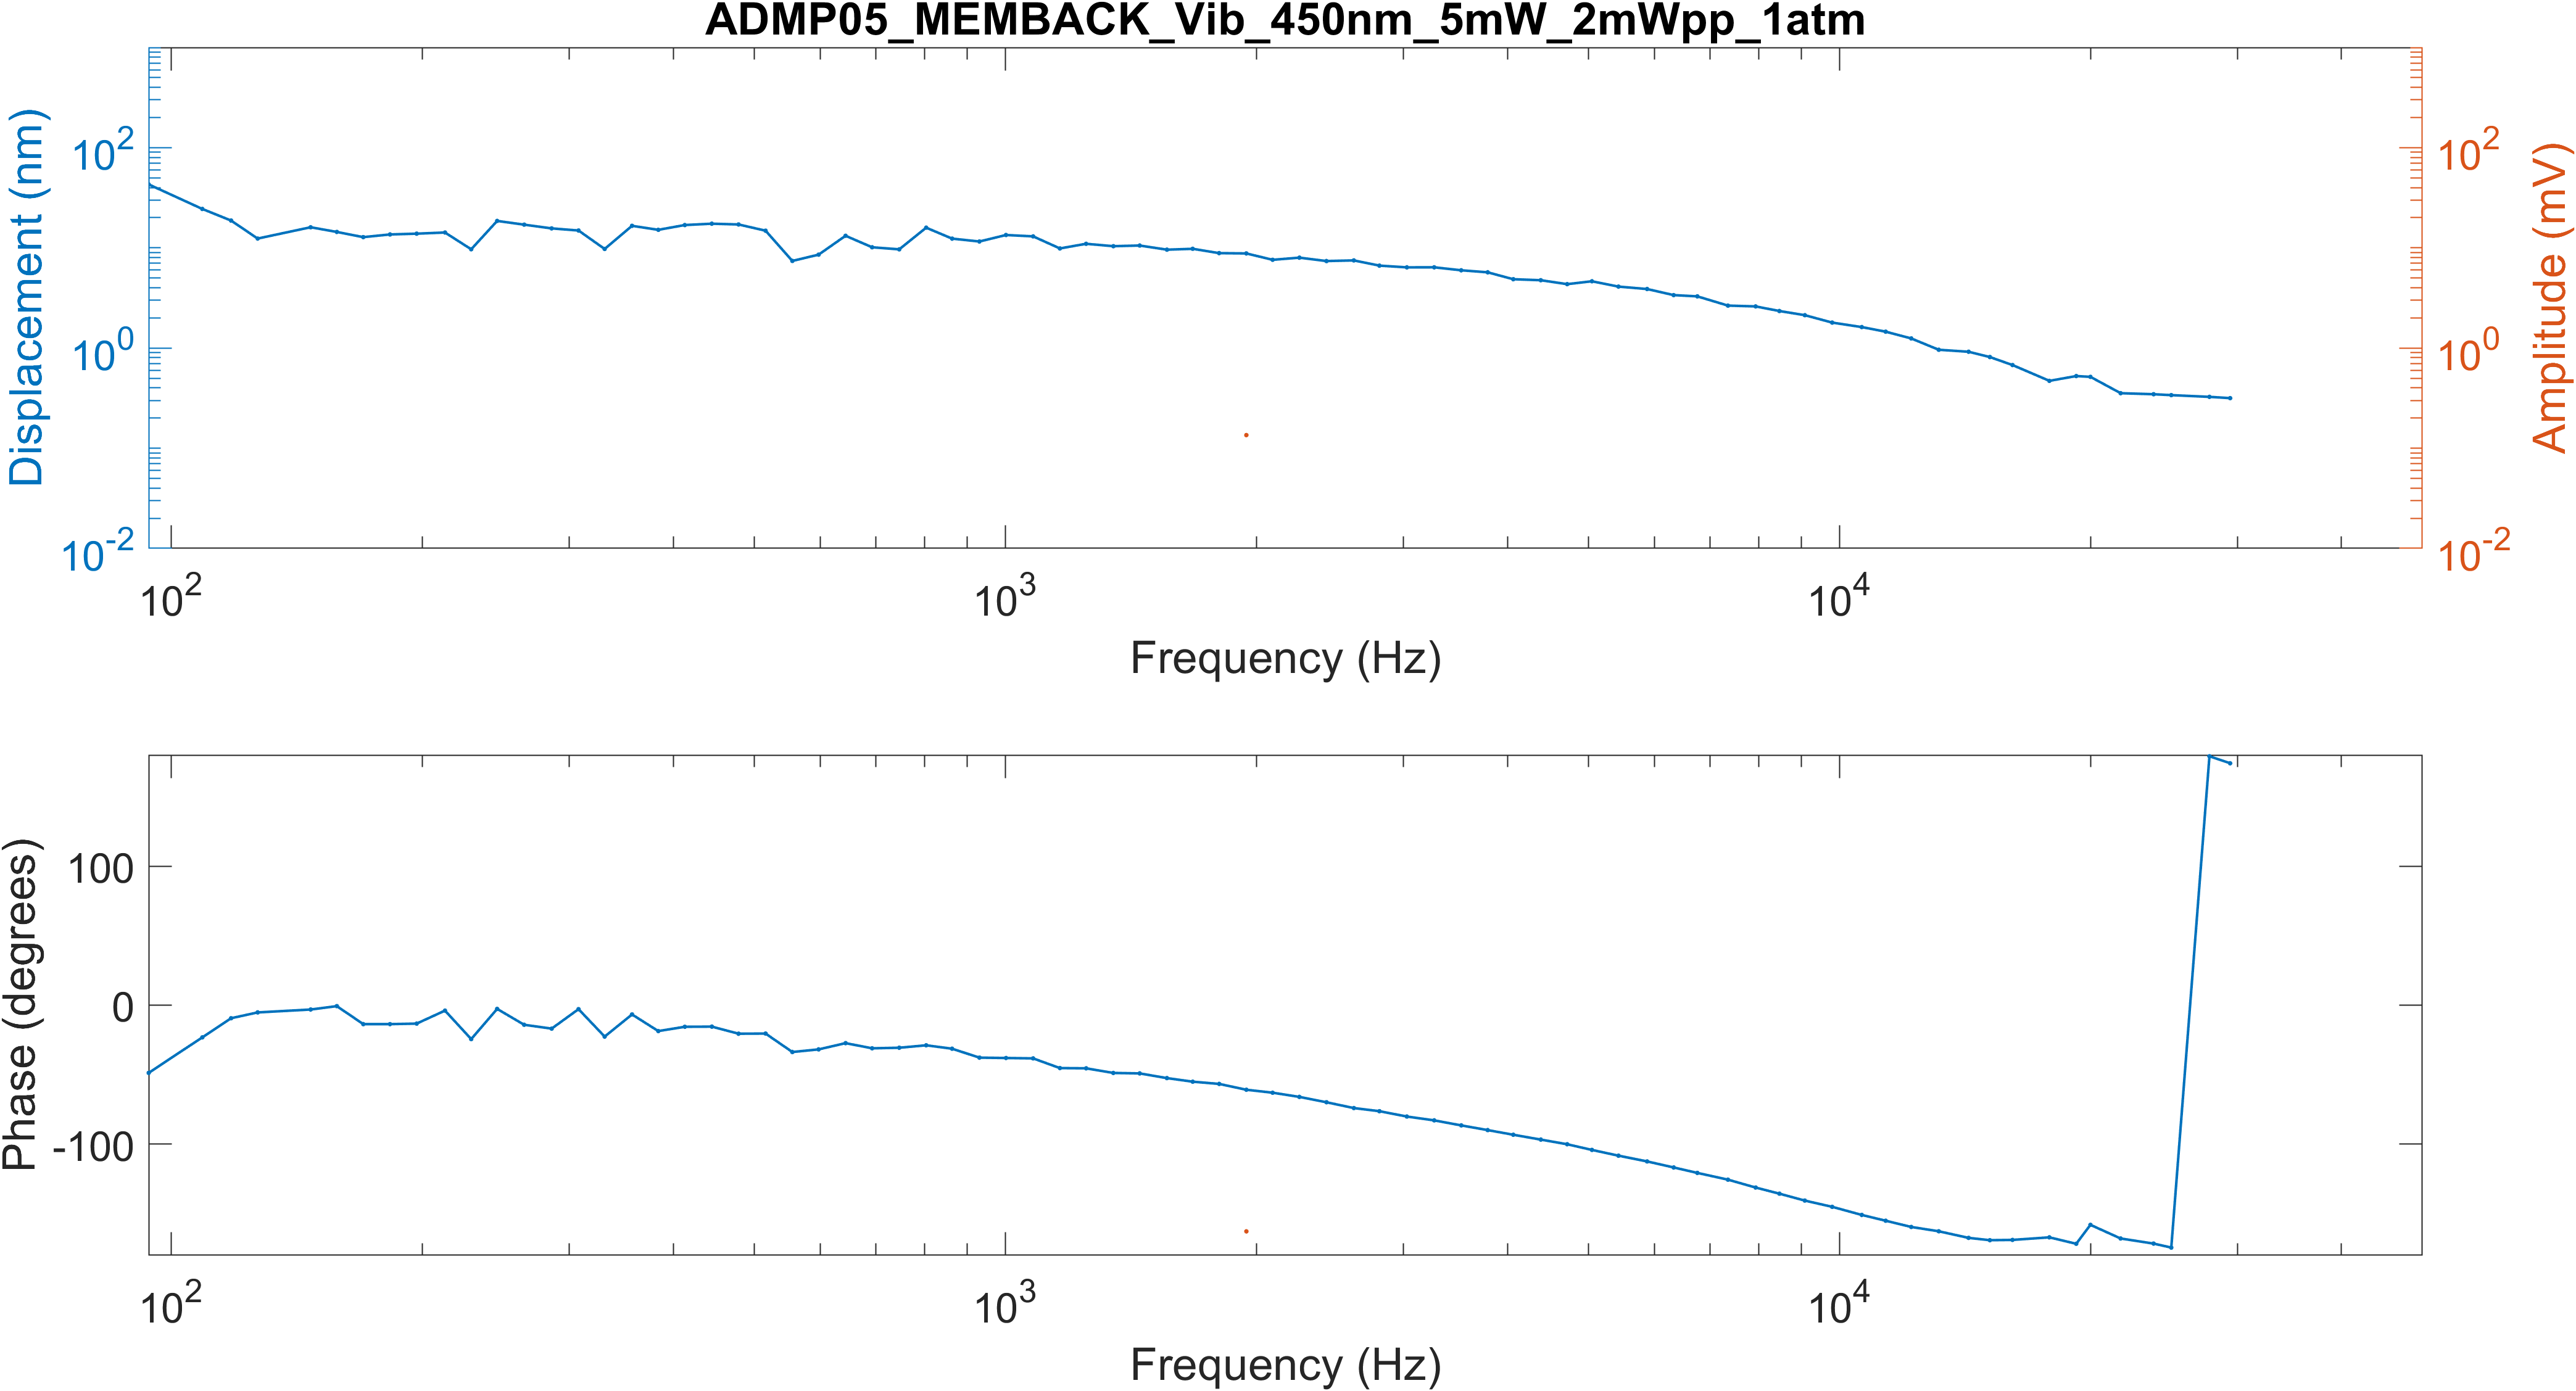 ADMP05_MEMBACK_Vib_450nm_5mW_2mWpp_1atm
Displacement (nm)
10^2
10^0
10^-2
Amplitude (mV)
10^2
10^0
10^-2
10^2 10^3 10^4
Frequency (Hz)
Phase (degrees)
100
0
-100
10^2 10^3 10^4
Frequency (Hz)